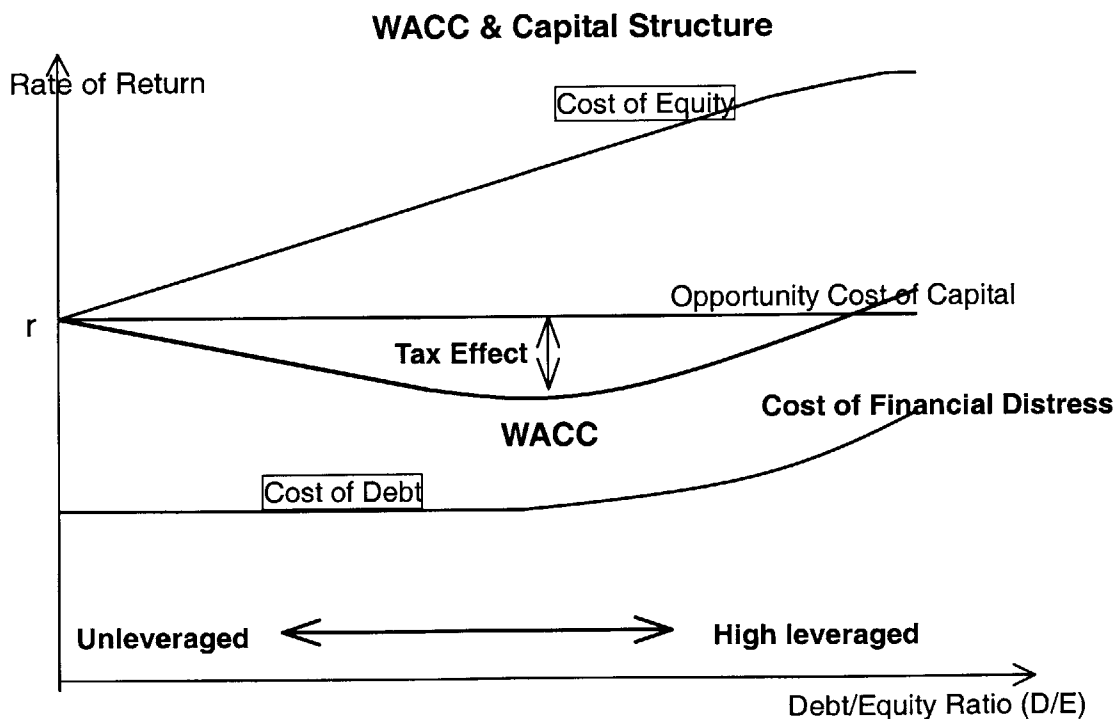 WACC & Capital Structure
Rate of Return
Cost of Equity
Opportunity Cost of Capital
r
Tax Effect
Cost of Financial Distress
WACC
Cost of Debt
Unleveraged
High leveraged
Debt/Equity Ratio (D/E)